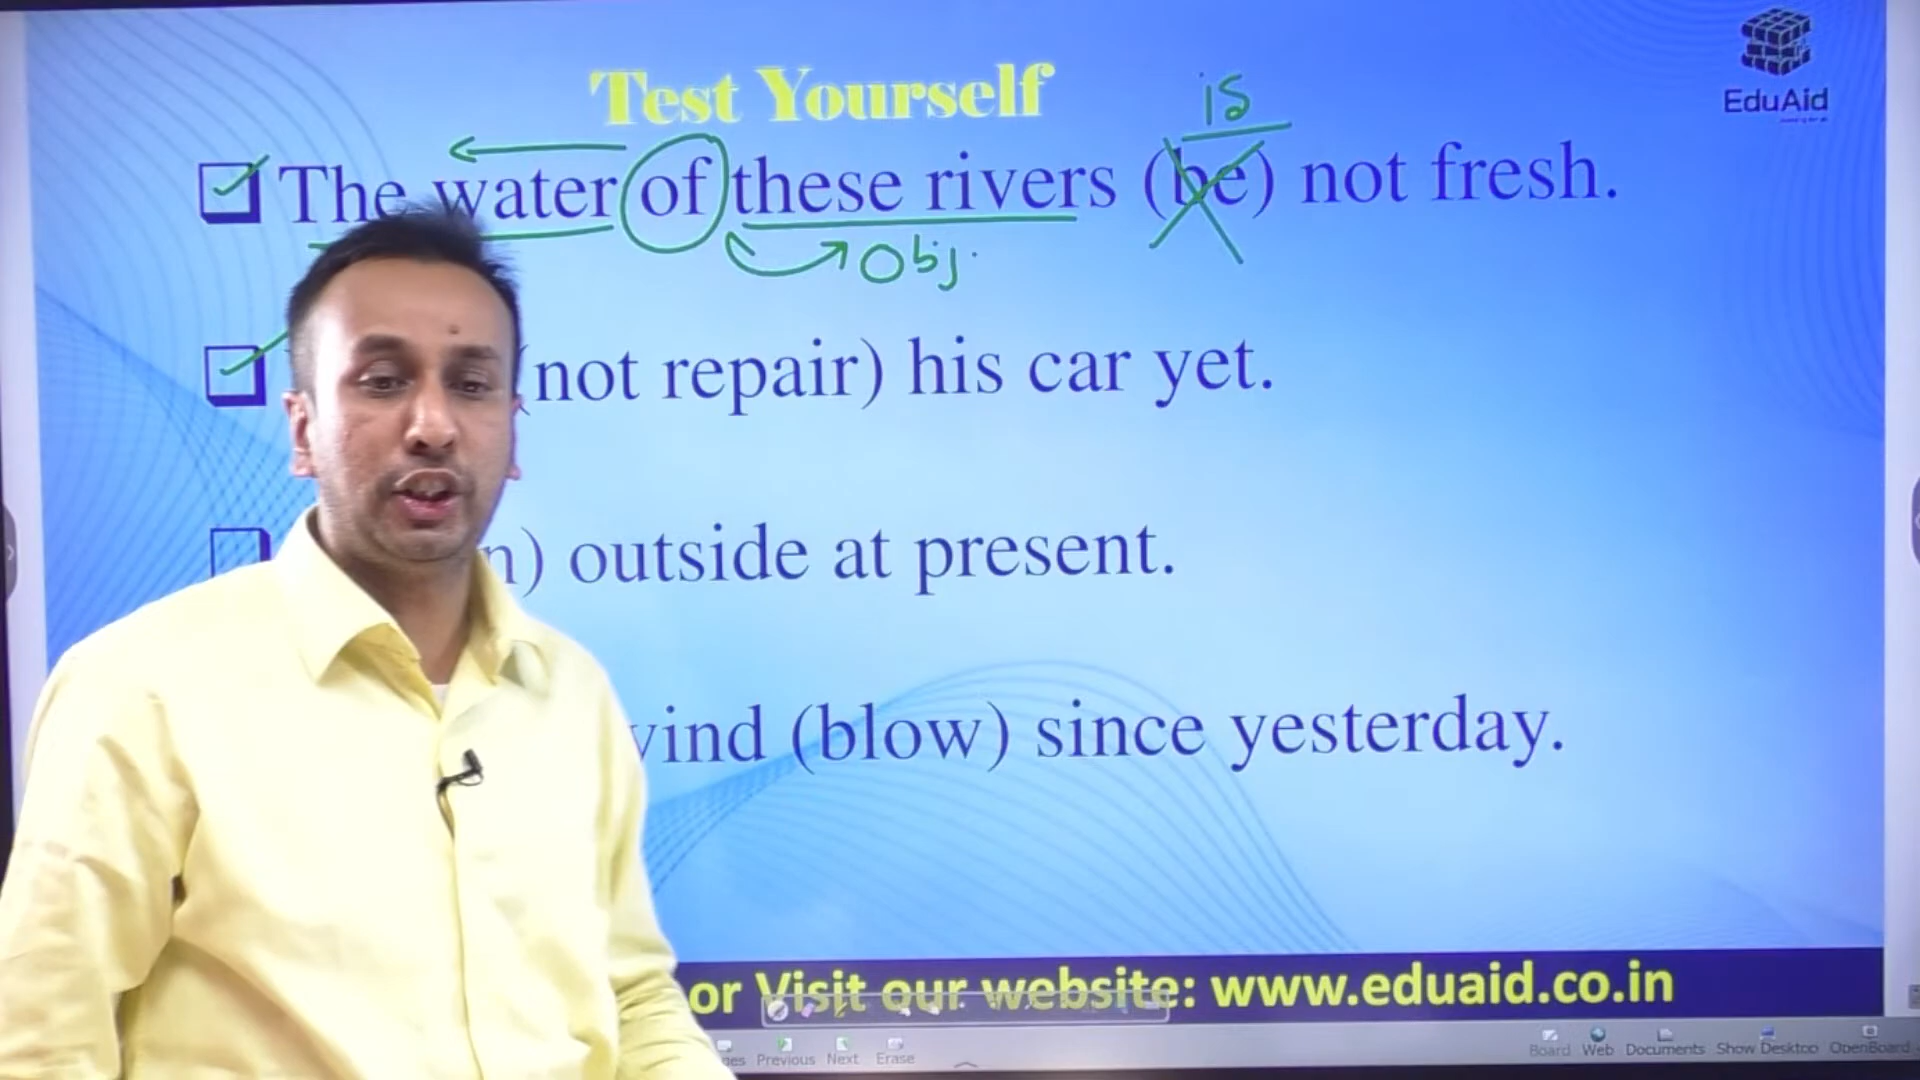 Test Yourself
is
EduAid
The water of these rivers (be) not fresh.
Obj.
(not repair) his car yet.
outside at present.
(blow) since yesterday.
or Visit our website: www.eduaid.co.in
Previous Next Erase
Board Web Documents Show Desktop OpenBoard